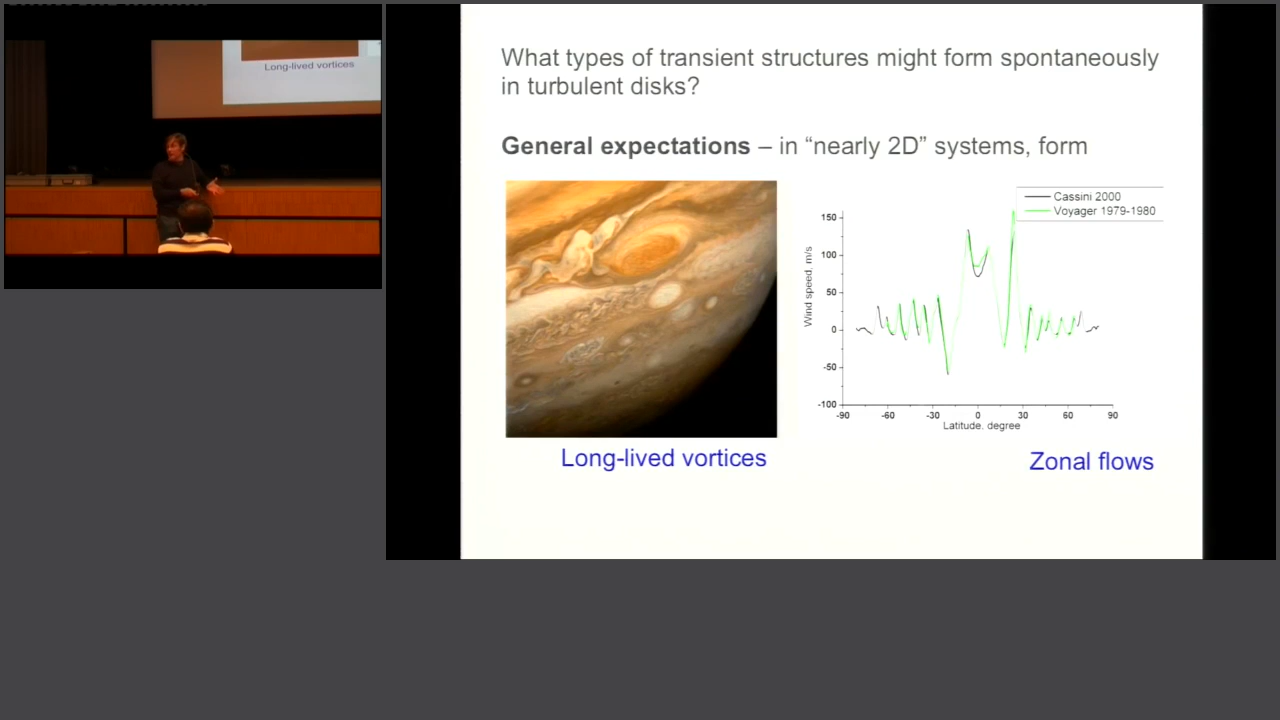 Long-lived vortices
What types of transient structures might form spontaneously
in turbulent disks?
General expectations – in “nearly 2D” systems, form
Cassini 2000
Voyager 1979-1980
Wind speed, m/s
150
100
50
0
-50
-100
-90
-60
-30
0
30
60
90
Latitude, degree
Long-lived vortices
Zonal flows